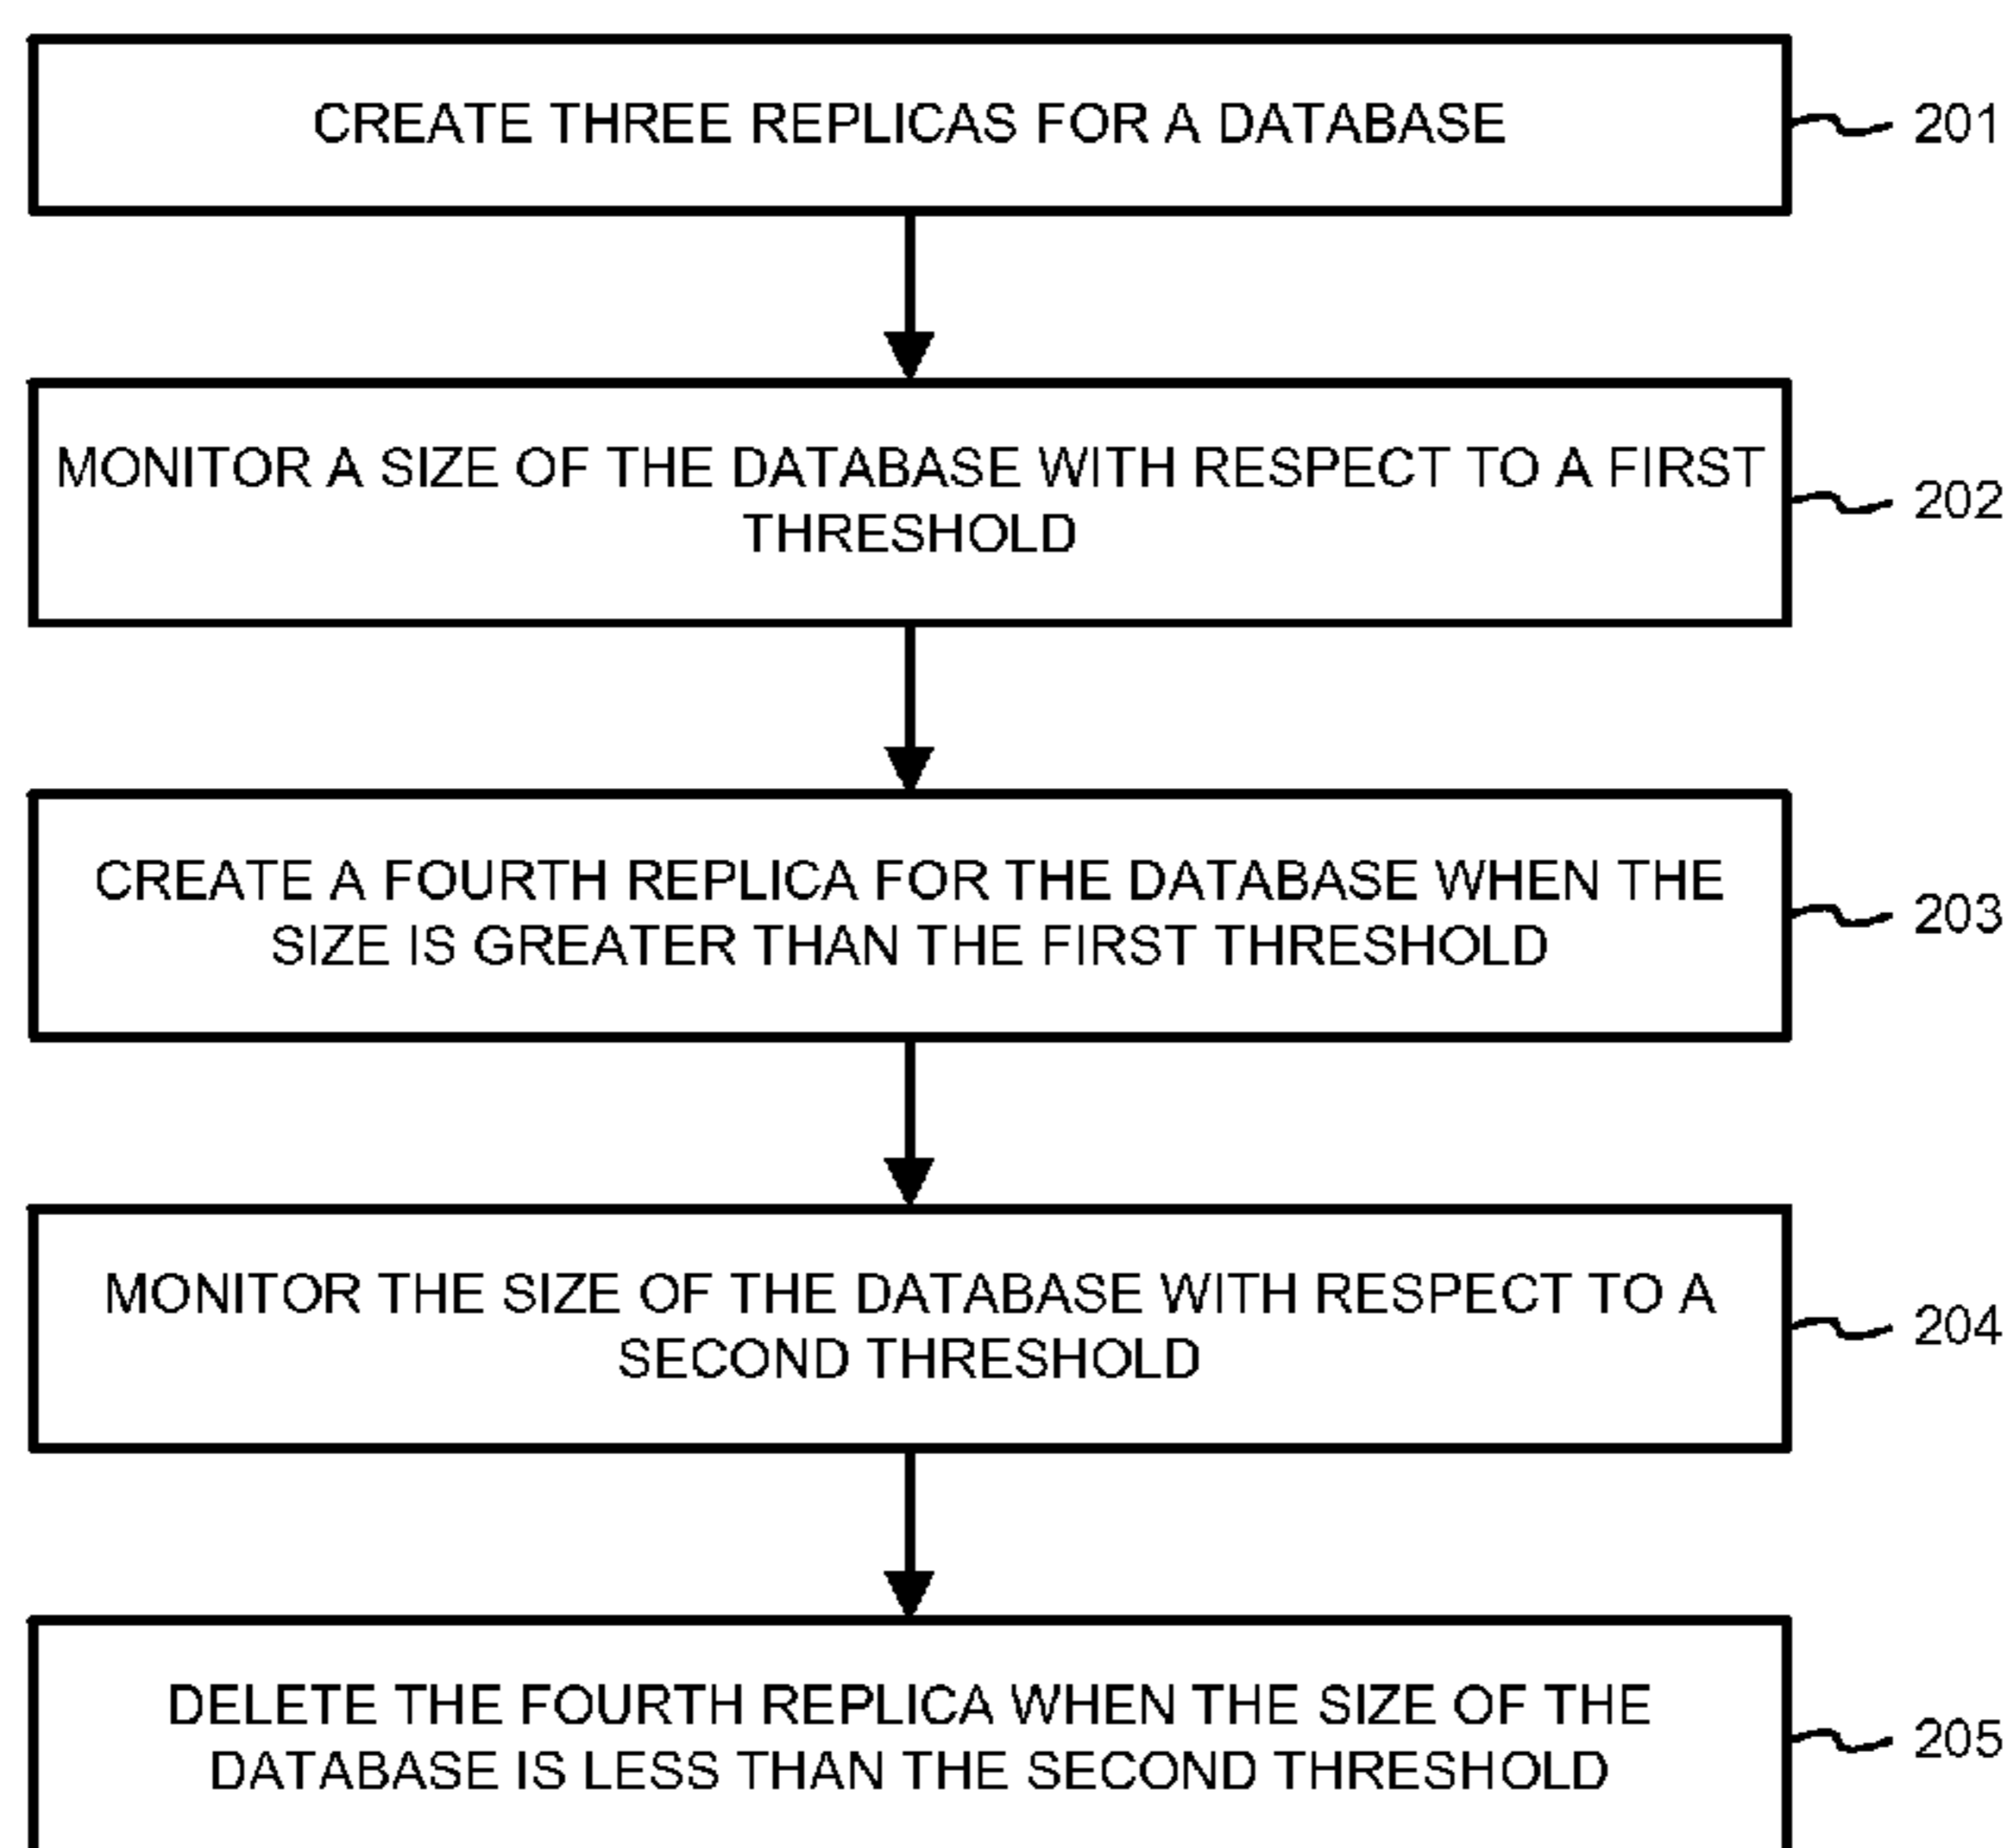 CREATE THREE REPLICAS FOR A DATABASE
201
MONITOR A SIZE OF THE DATABASE WITH RESPECT TO A FIRST
THRESHOLD
202
CREATE A FOURTH REPLICA FOR THE DATABASE WHEN THE
SIZE IS GREATER THAN THE FIRST THRESHOLD
203
MONITOR THE SIZE OF THE DATABASE WITH RESPECT TO A
SECOND THRESHOLD
204
DELETE THE FOURTH REPLICA WHEN THE SIZE OF THE
DATABASE IS LESS THAN THE SECOND THRESHOLD
205